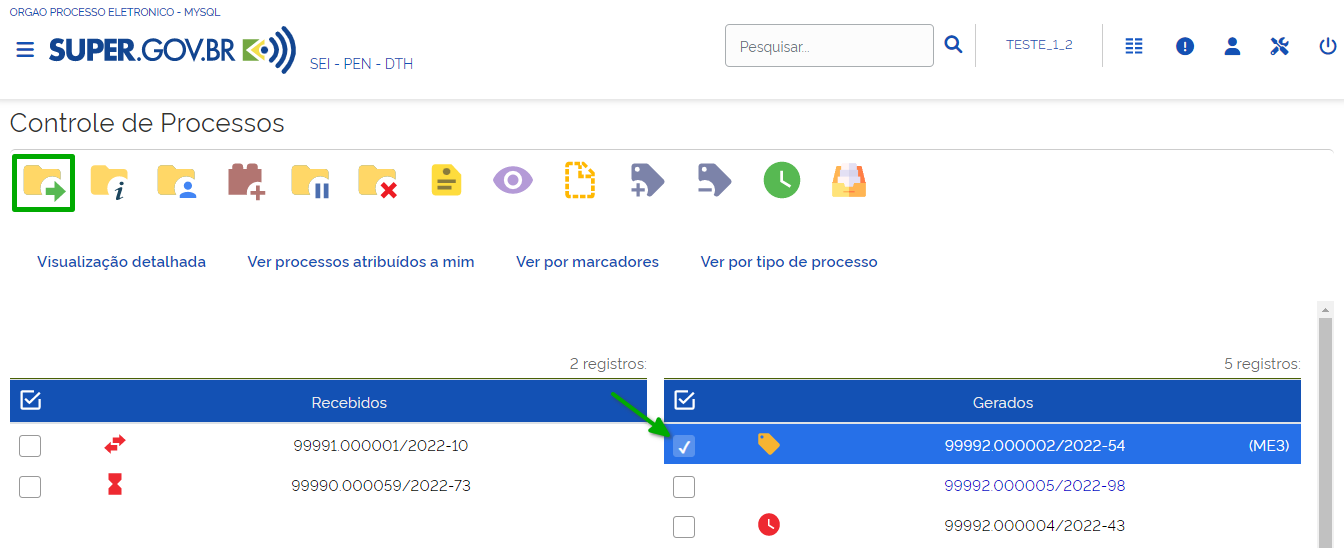 ORGAO PROCESSO ELETRONICO - MYSQL
SUPER.GOV.BR
SEI - PEN - DTH
Pesquisar...
TESTE_1_2
Controle de Processos
Visualização detalhada Ver processos atribuídos a mim Ver por marcadores Ver por tipo de processo
2 registros:
Recebidos
99991.000001/2022-10
99990.000059/2022-73
5 registros:
Gerados
99992.000002/2022-54 (ME3)
99992.000005/2022-98
99992.000004/2022-43